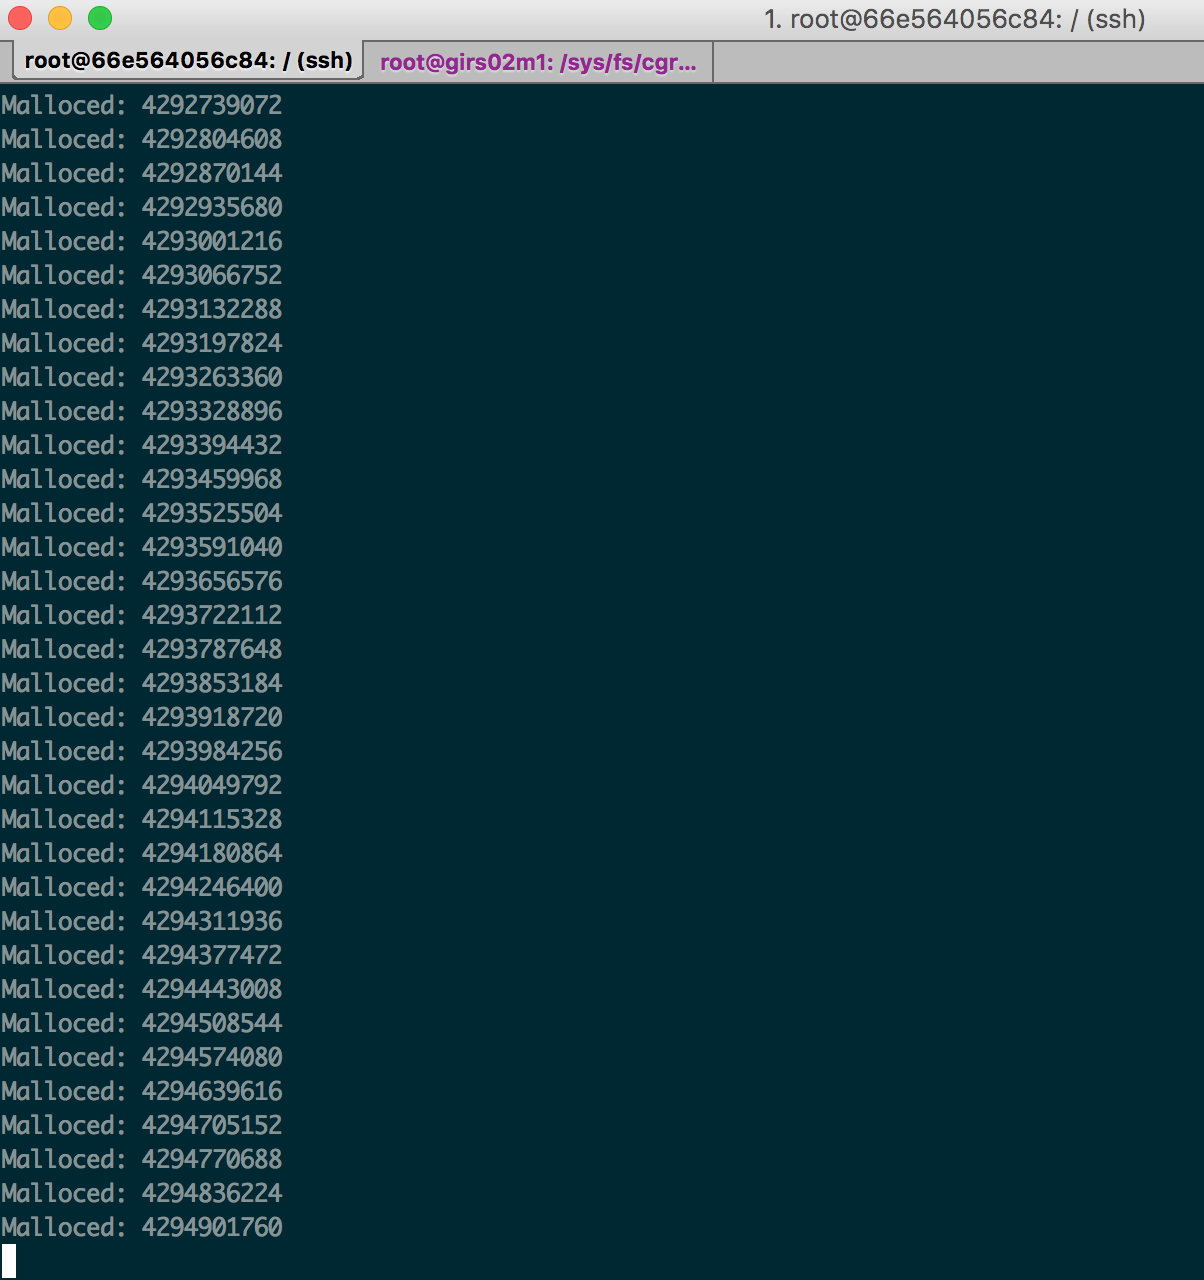 1. root@66e564056c84: / (ssh)
root@66e564056c84: / (ssh)
root@girs02m1: /sys/fs/cgr...
Malloced: 4292739072
Malloced: 4292804608
Malloced: 4292870144
Malloced: 4292935680
Malloced: 4293001216
Malloced: 4293066752
Malloced: 4293132288
Malloced: 4293197824
Malloced: 4293263360
Malloced: 4293328896
Malloced: 4293394432
Malloced: 4293459968
Malloced: 4293525504
Malloced: 4293591040
Malloced: 4293656576
Malloced: 4293722112
Malloced: 4293787648
Malloced: 4293853184
Malloced: 4293918720
Malloced: 4293984256
Malloced: 4294049792
Malloced: 4294115328
Malloced: 4294180864
Malloced: 4294246400
Malloced: 4294311936
Malloced: 4294377472
Malloced: 4294443008
Malloced: 4294508544
Malloced: 4294574080
Malloced: 4294639616
Malloced: 4294705152
Malloced: 4294770688
Malloced: 4294836224
Malloced: 4294901760